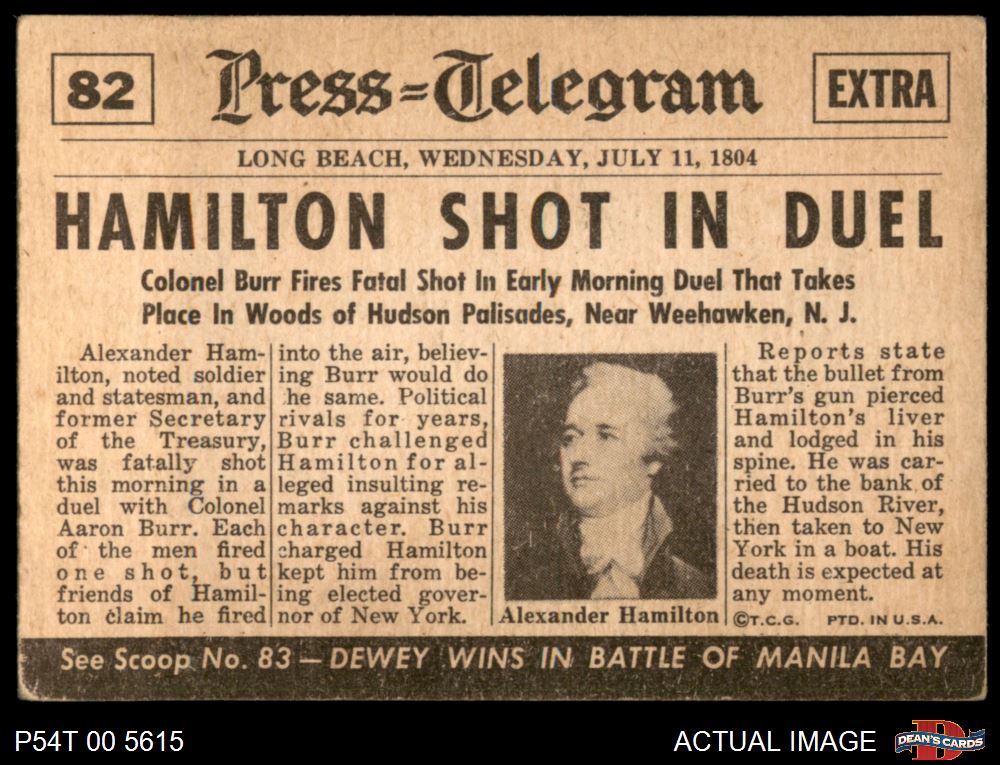 82
Press=Telegram
EXTRA
LONG BEACH, WEDNESDAY, JULY 11, 1804
HAMILTON SHOT IN DUEL
Colonel Burr Fires Fatal Shot In Early Morning Duel That Takes
Place In Woods of Hudson Palisades, Near Weehawken, N. J.
Alexander Ham-
ilton, noted soldier
and statesman, and
former Secretary
of the Treasury,
was fatally shot
this morning in a
duel with Colonel
Aaron Burr. Each
of the men fired
one shot, but
friends of Hamil-
ton claim he fired
into the air, believ-
ing Burr would do
he same. Political
rivals for years,
Burr challenged
Hamilton for al-
leged insulting re-
marks against his
character. Burr
charged Hamilton
kept him from be-
ing elected gover-
nor of New York.
Alexander Hamilton
Reports state
that the bullet from
Burr's gun pierced
Hamilton's liver
and lodged in his
spine. He was car-
ried to the bank of
the Hudson River,
then taken to New
York in a boat. His
death is expected at
any moment.
©T.C.G. PTD. IN U.S.A.
See Scoop No. 83 — DEWEY WINS IN BATTLE OF MANILA BAY
P54T 00 5615
ACTUAL IMAGE
DEAN'S CARDS